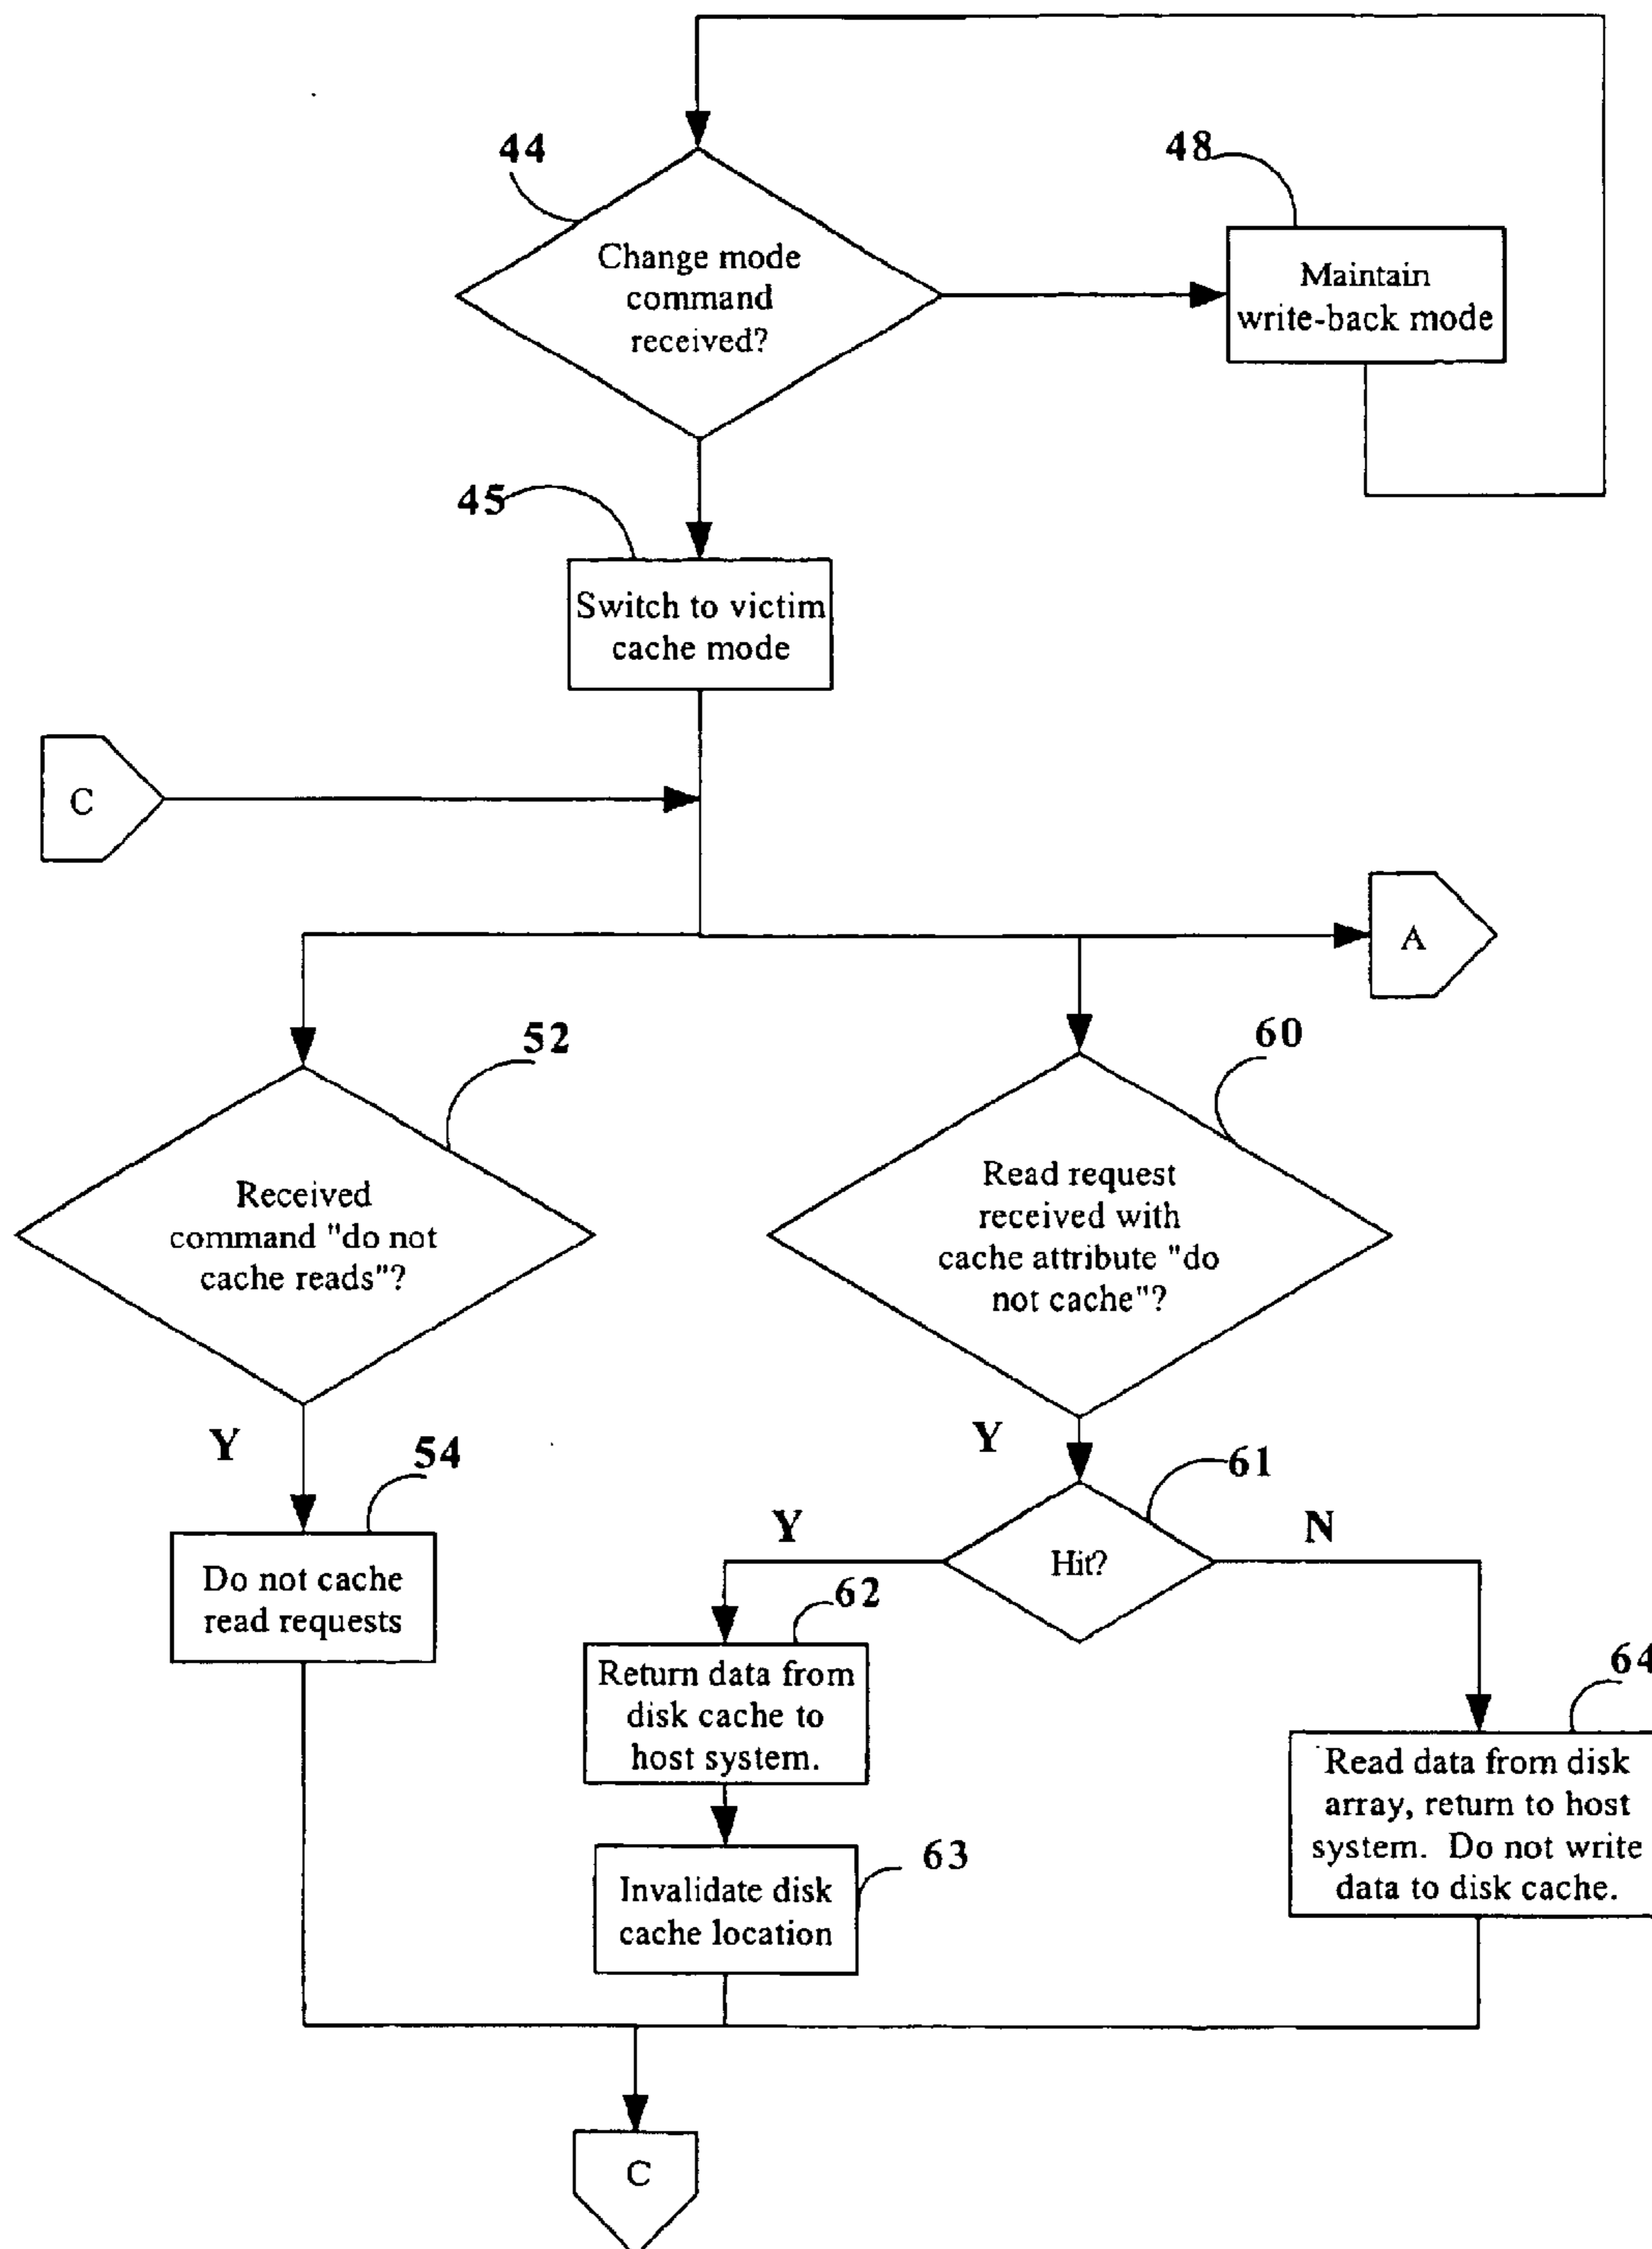 44
48
Change mode
command
received?
Maintain
write-back mode
45
Switch to victim
cache mode
C
A
52
60
Received
command "do not
cache reads"?
Read request
received with
cache attribute "do
not cache"?
Y
54
Y
61
Y
N
Hit?
Do not cache
read requests
62
Return data from
disk cache to
host system.
64
Read data from disk
array, return to host
system. Do not write
data to disk cache.
63
Invalidate disk
cache location
C